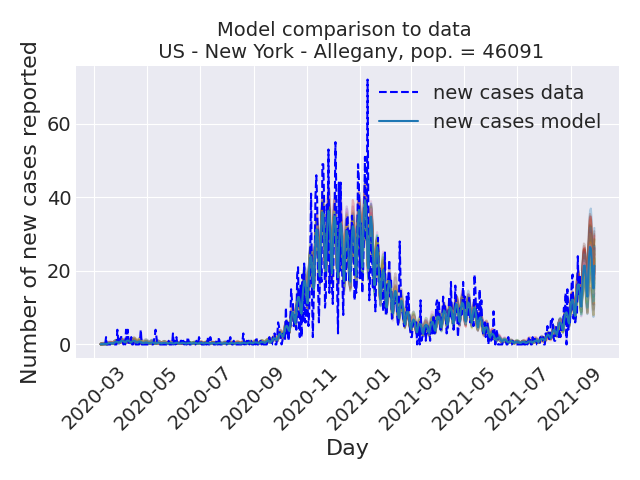 Model comparison to data
US - New York - Allegany, pop. = 46091
Number of new cases reported
60
40
20
0
new cases data
new cases model
2020-03
2020-05
2020-07
2020-09
2020-11
2021-01
2021-03
2021-05
2021-07
2021-09
Day